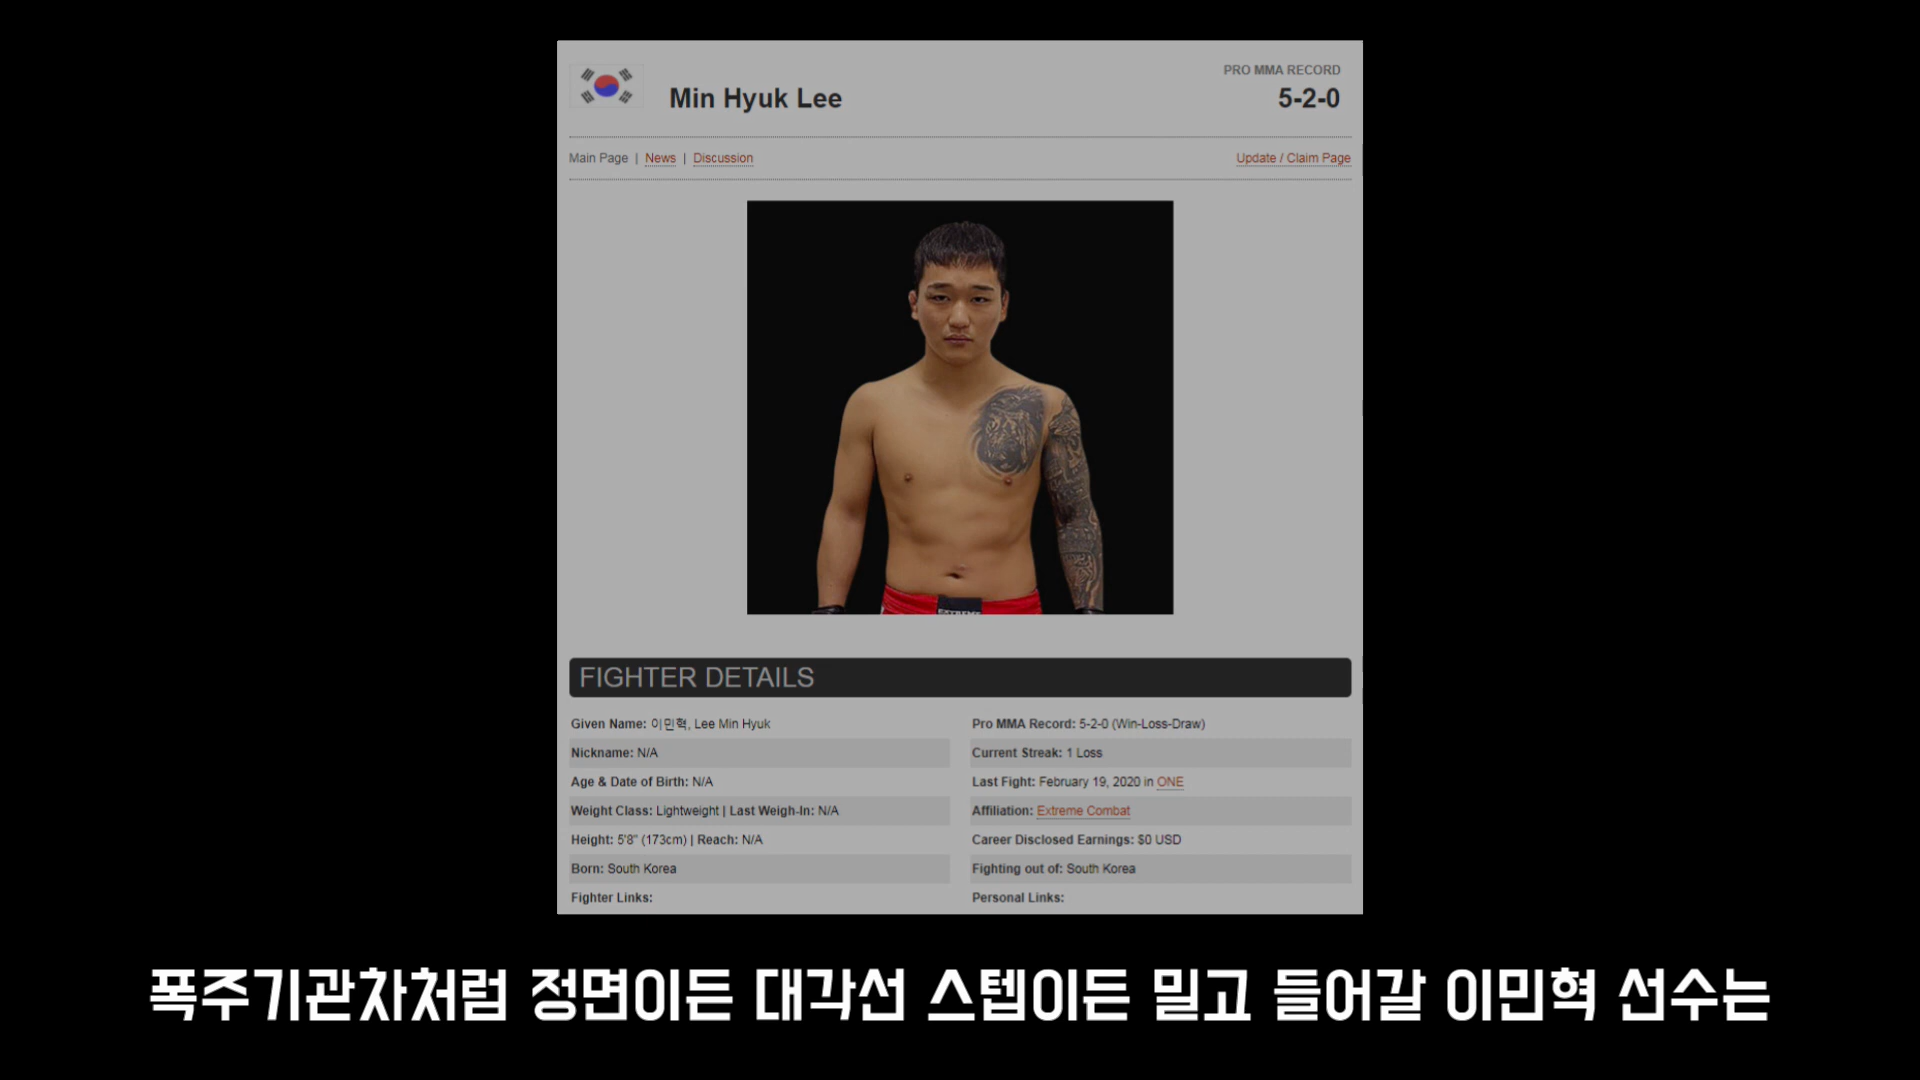 Min Hyuk Lee
PRO MMA RECORD
5-2-0
Main Page | News | Discussion
Update / Claim Page
EXTREME
FIGHTER DETAILS
Given Name: 이민혁, Lee Min Hyuk
Pro MMA Record: 5-2-0 (Win-Loss-Draw)
Nickname: N/A
Current Streak: 1 Loss
Age & Date of Birth: N/A
Last Fight: February 19, 2020 in ONE
Weight Class: Lightweight | Last Weigh-In: N/A
Affiliation: Extreme Combat
Height: 5'8" (173cm) | Reach: N/A
Career Disclosed Earnings: $0 USD
Born: South Korea
Fighting out of: South Korea
Fighter Links:
Personal Links:
폭주기관차처럼 정면이든 대각선 스텝이든 밀고 들어갈 이민혁 선수는